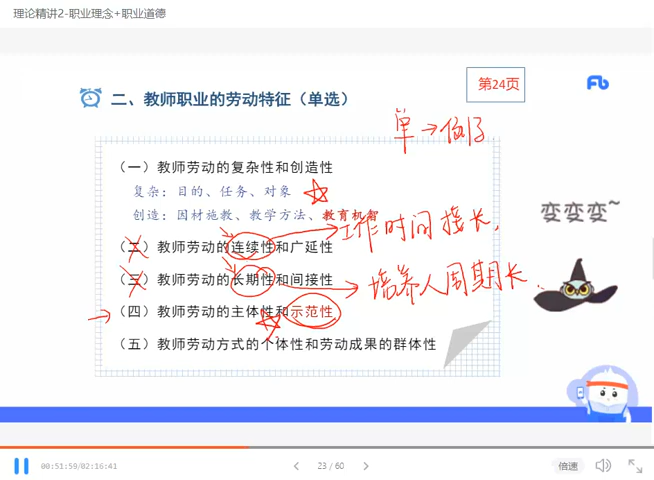 理论精讲2-职业理念+职业道德
第24页
Fb
二、教师职业的劳动特征（单选）
单→例子
（一）教师劳动的复杂性和创造性
复杂：目的、任务、对象
创造：因材施教、教学方法、教育机智
变变变~
工作时间接长，
（二）教师劳动的连续性和广延性
（三）教师劳动的长期性和间接性
培养人周期长
（四）教师劳动的主体性和示范性
（五）教师劳动方式的个体性和劳动成果的群体性
00:51:59/02:16:41
23 / 60
倍速